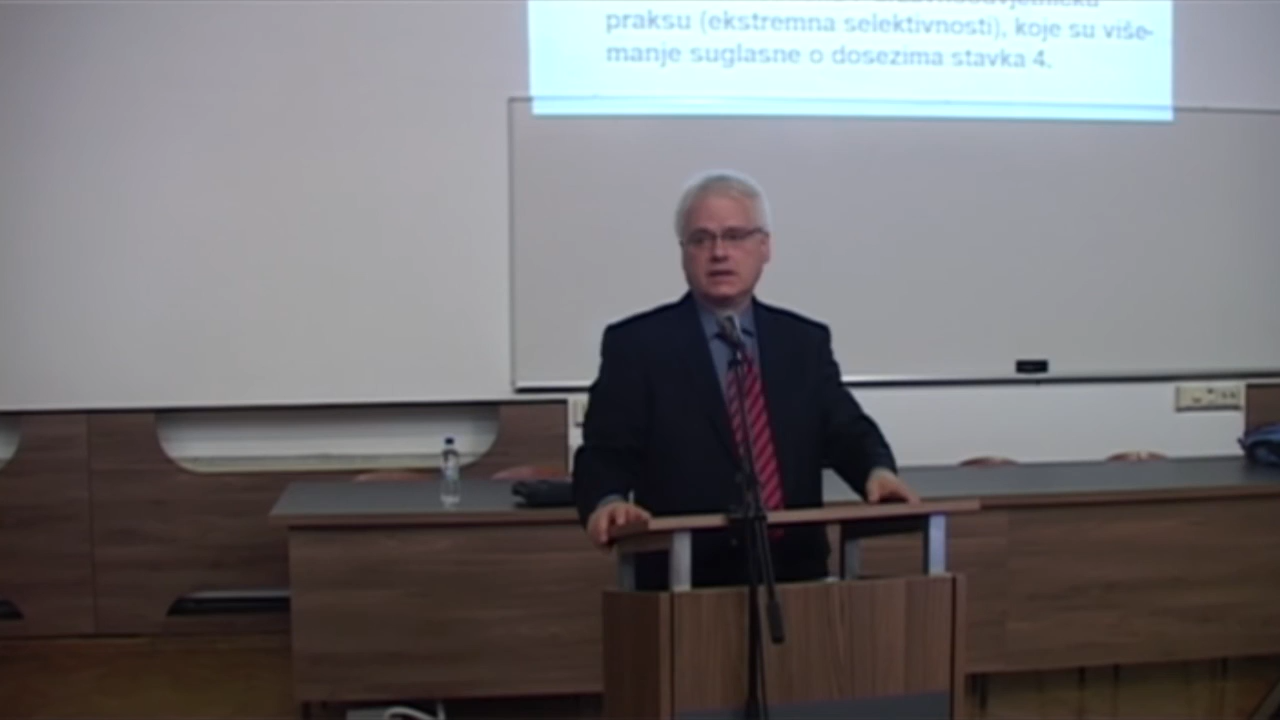 praksu (ekstremna selektivnosti), koje su više-
manje suglasne o dosezima stavka 4.